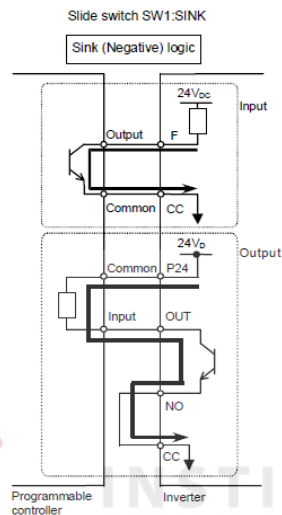 Slide switch SW1:SINK
Sink (Negative) logic
24VDC
Input
Output F
Common CC
24VD
Output
Common P24
Input OUT
NO
CC
INSTI
Programmable
controller
Inverter